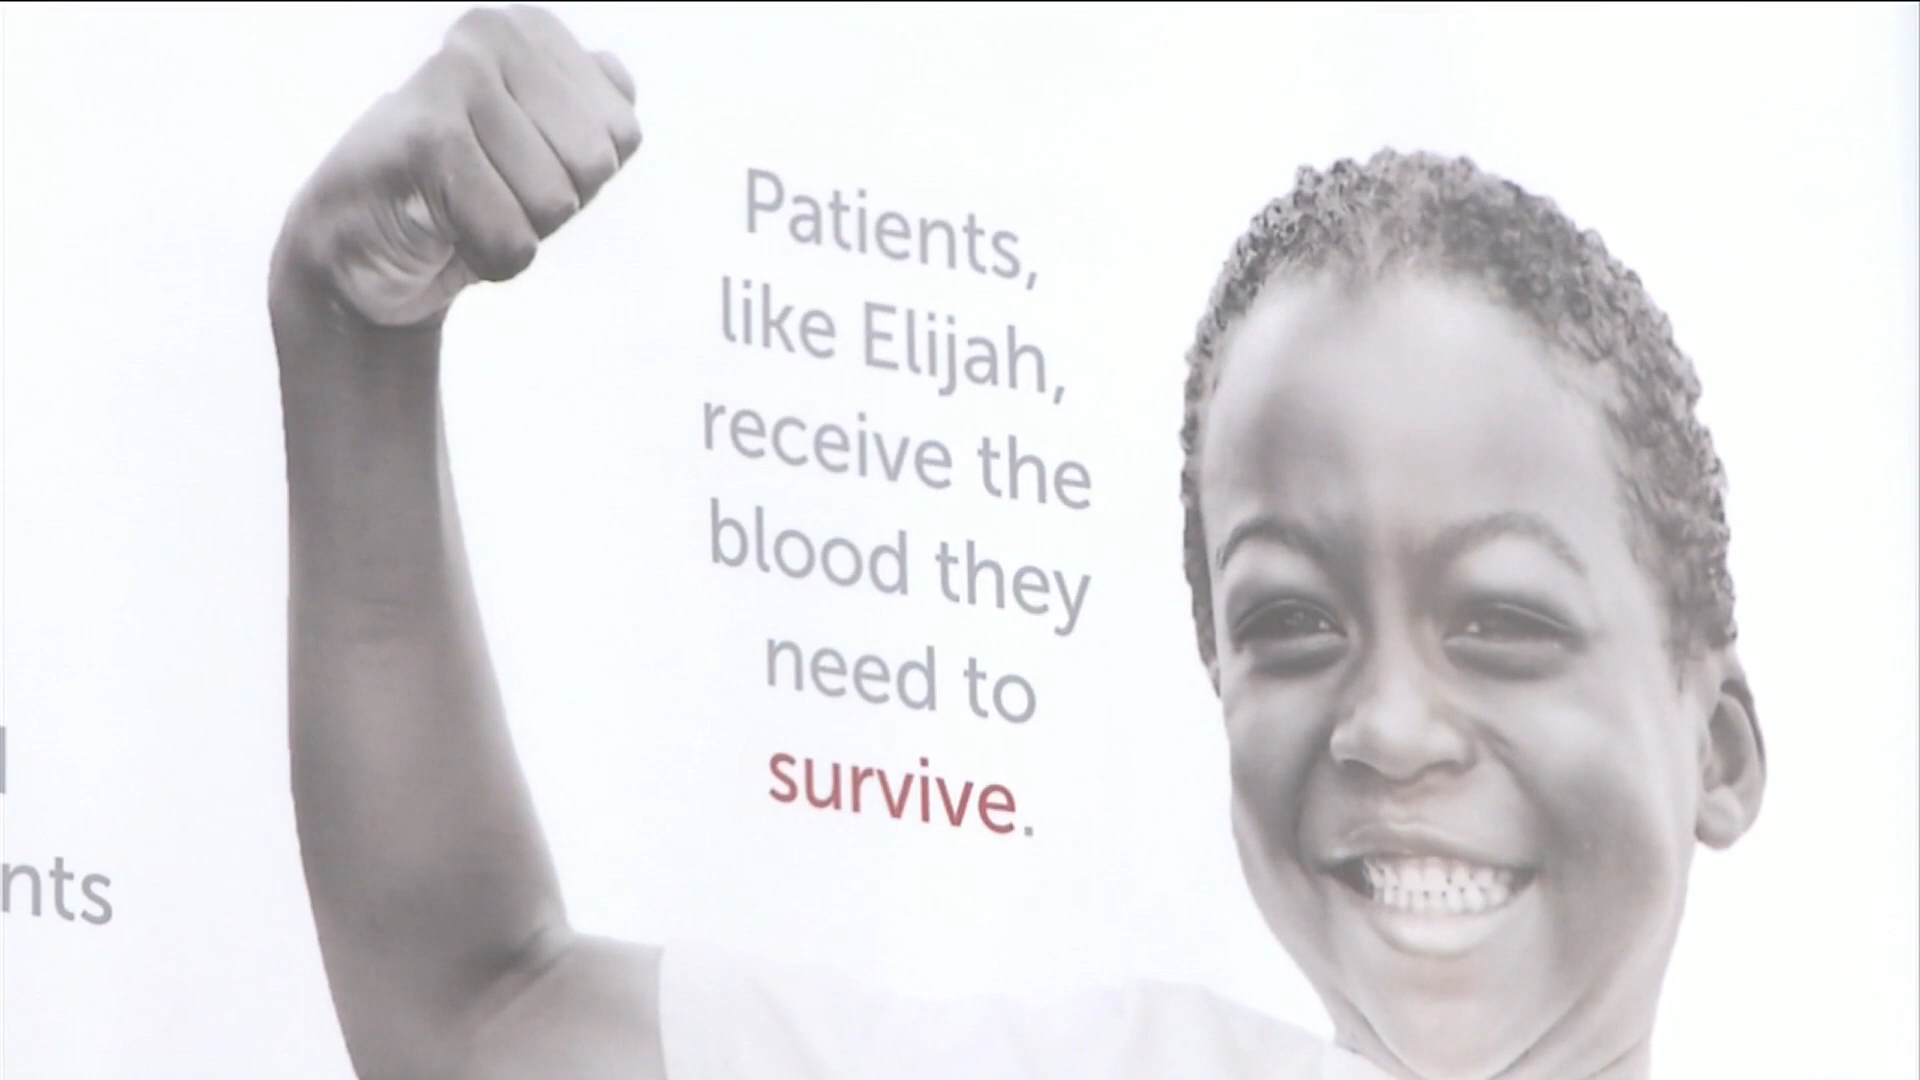 Patients,
like Elijah,
receive the
blood they
need to
survive.
nts